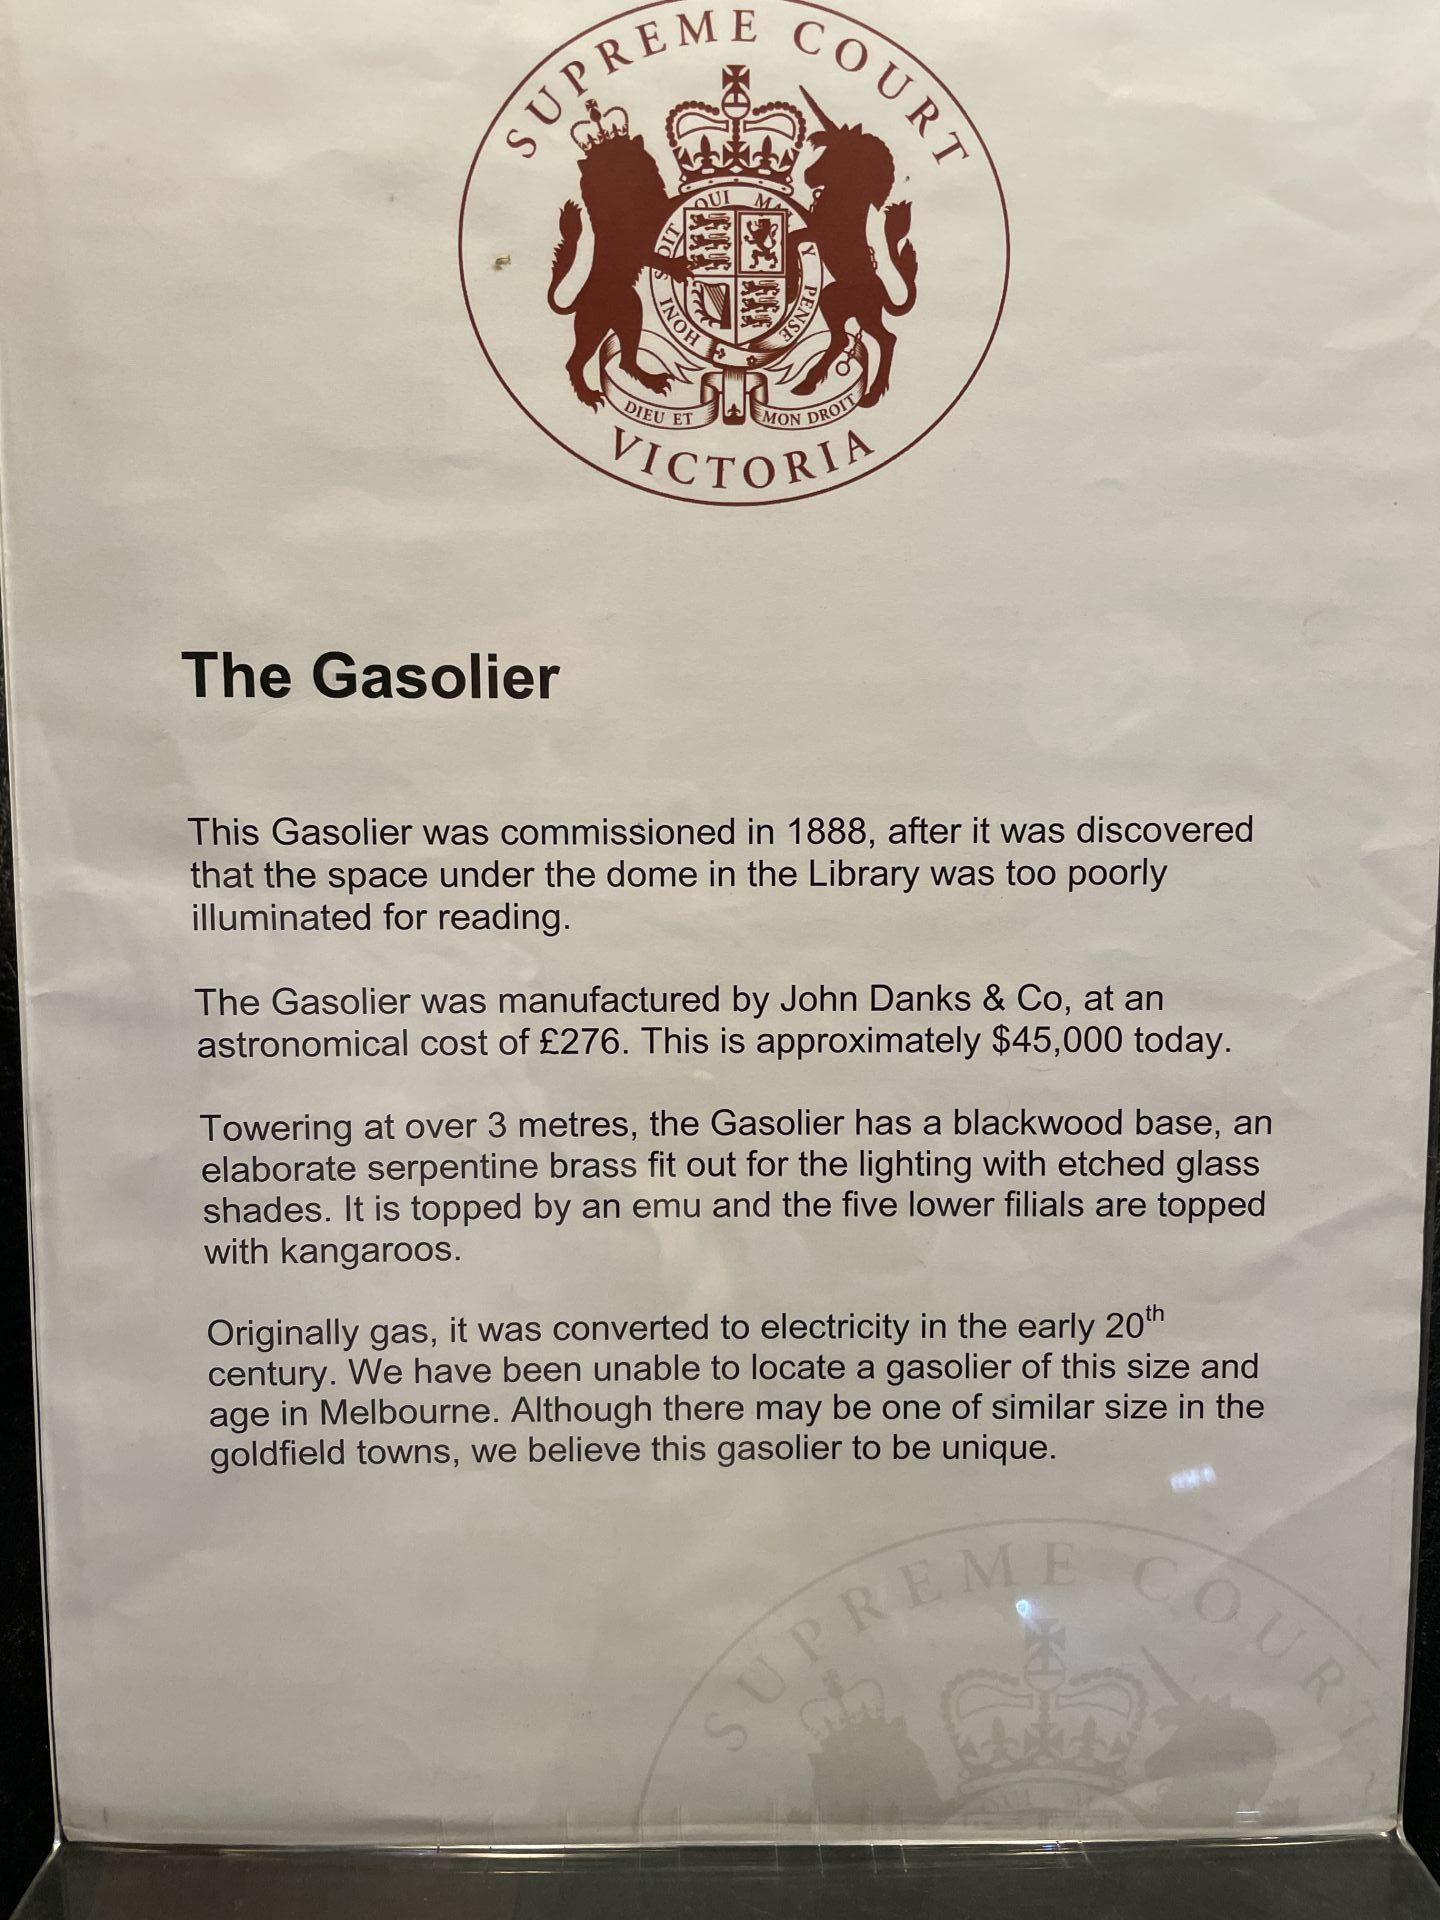 SUPREME COURT
QUI
HONI
Y PENSE
DIEU ET MON DROIT
VICTORIA
The Gasolier
This Gasolier was commissioned in 1888, after it was discovered
that the space under the dome in the Library was too poorly
illuminated for reading.
The Gasolier was manufactured by John Danks & Co, at an
astronomical cost of £276. This is approximately $45,000 today.
Towering at over 3 metres, the Gasolier has a blackwood base, an
elaborate serpentine brass fit out for the lighting with etched glass
shades. It is topped by an emu and the five lower filials are topped
with kangaroos.
Originally gas, it was converted to electricity in the early 20th
century. We have been unable to locate a gasolier of this size and
age in Melbourne. Although there may be one of similar size in the
goldfield towns, we believe this gasolier to be unique.
SUPREME COURT